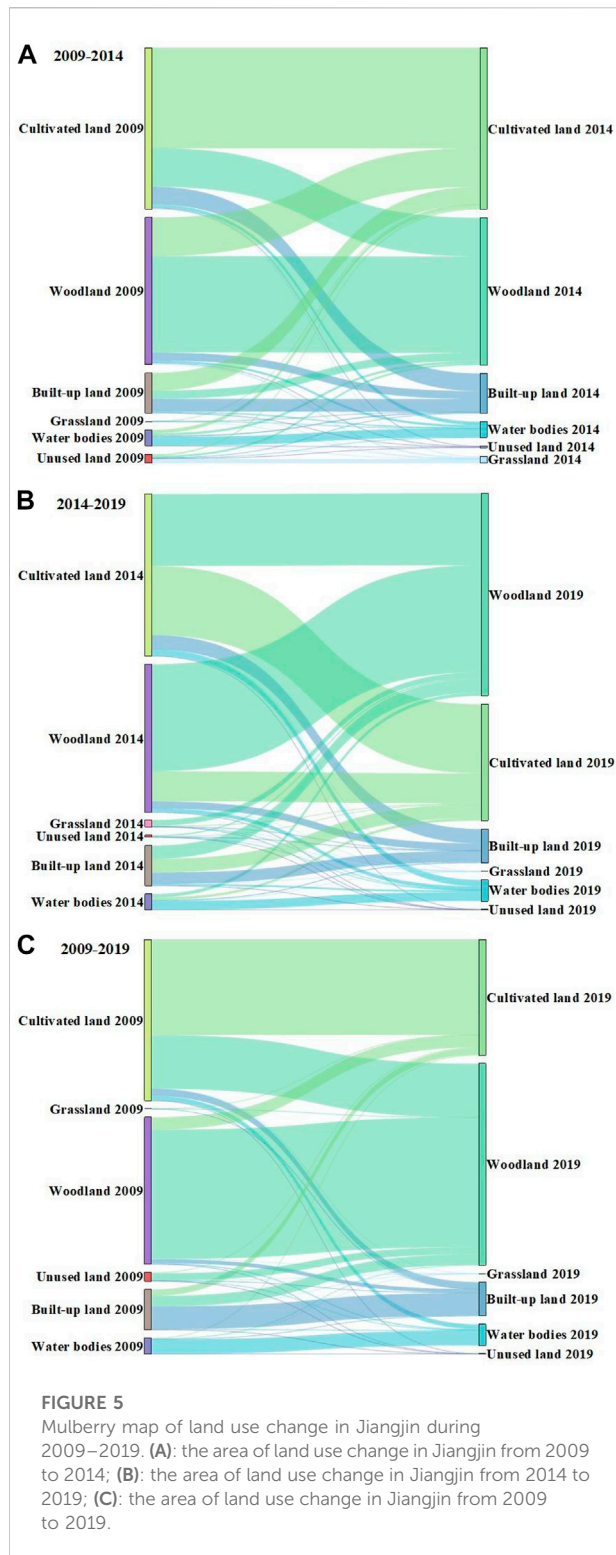 A
2009-2014
Cultivated land 2009
Cultivated land 2014
Woodland 2009
Woodland 2014
Built-up land 2009
Built-up land 2014
Grassland 2009
Water bodies 2014
Water bodies 2009
Unused land 2014
Unused land 2009
Grassland 2014
B
2014-2019
Cultivated land 2014
Woodland 2019
Woodland 2014
Cultivated land 2019
Grassland 2014
Unused land 2014
Built-up land 2019
Built-up land 2014
Grassland 2019
Water bodies 2019
Water bodies 2014
Unused land 2019
C
2009-2019
Cultivated land 2019
Cultivated land 2009
Grassland 2009
Woodland 2019
Woodland 2009
Grassland 2019
Unused land 2009
Built-up land 2019
Built-up land 2009
Water bodies 2019
Water bodies 2009
Unused land 2019
FIGURE 5
Mulberry map of land use change in Jiangjin during
2009–2019. (A): the area of land use change in Jiangjin from 2009
to 2014; (B): the area of land use change in Jiangjin from 2014 to
2019; (C): the area of land use change in Jiangjin from 2009
to 2019.